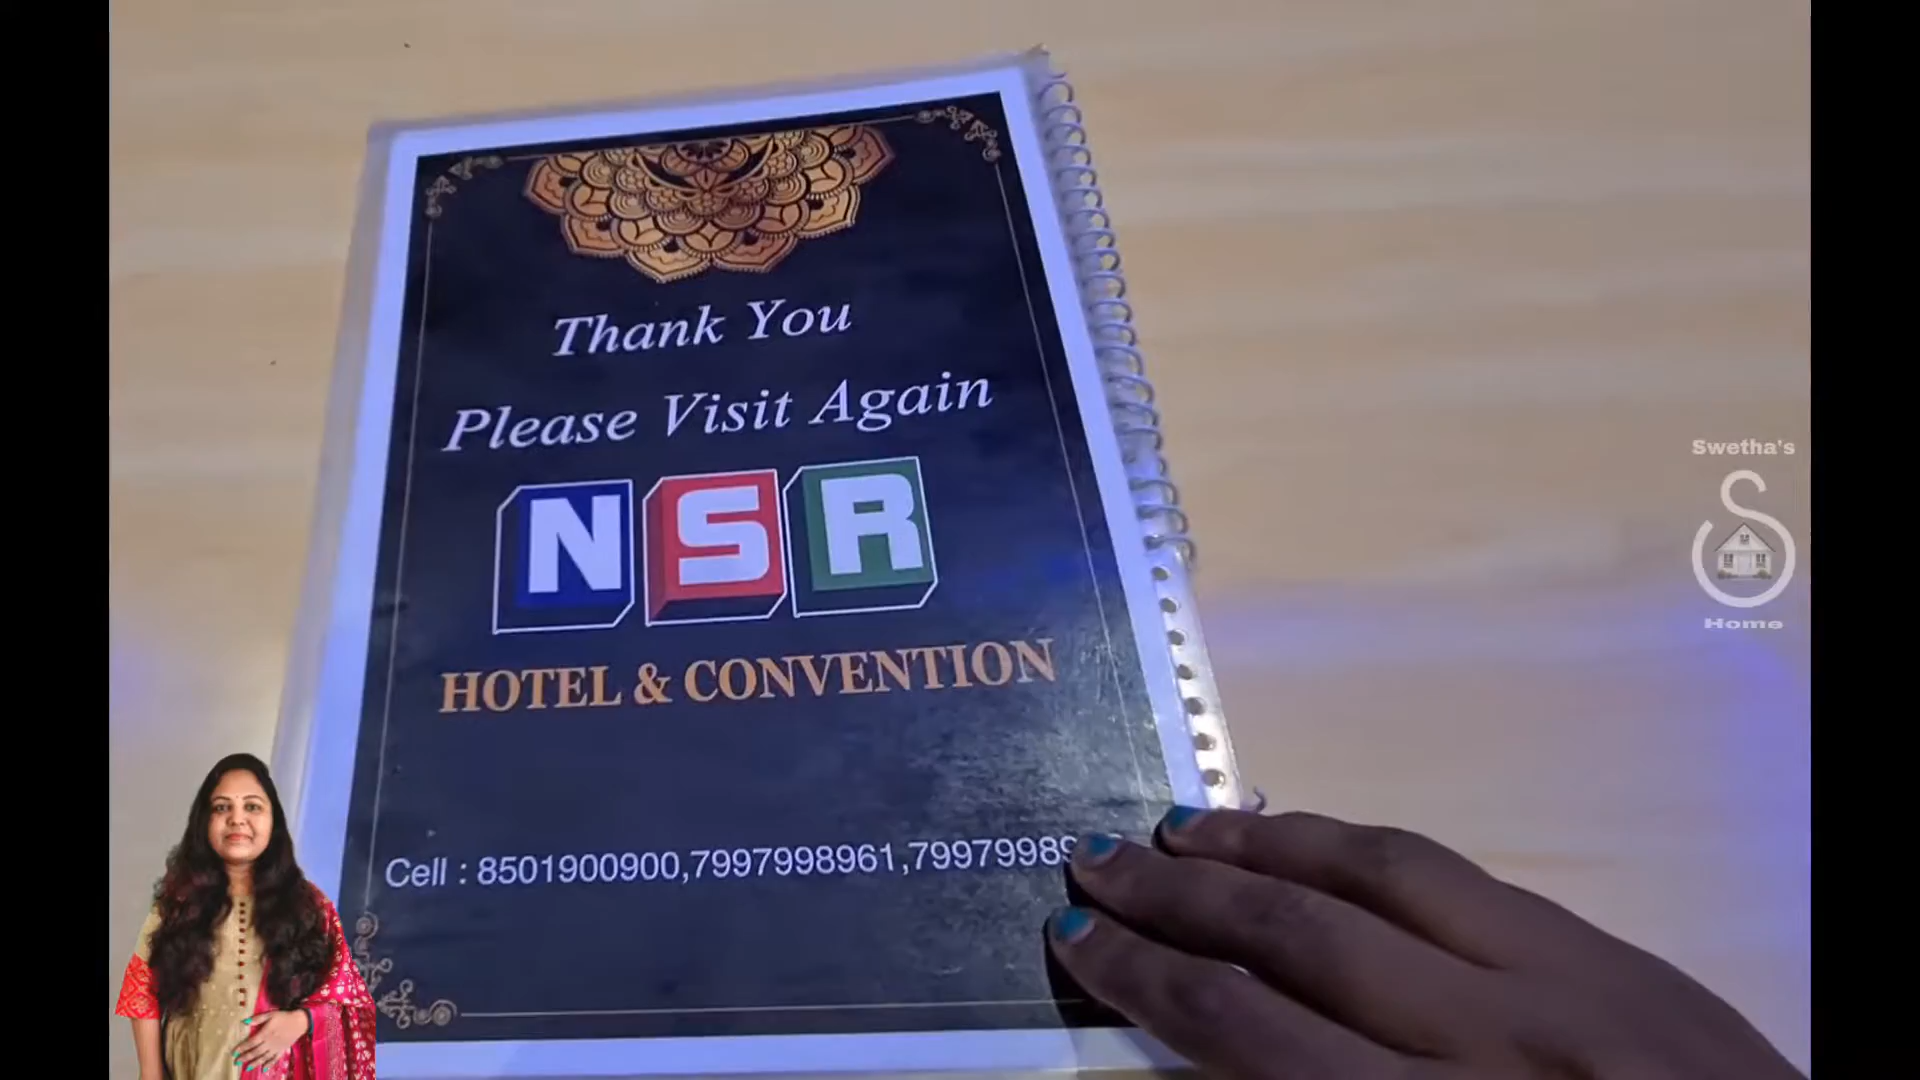 Thank You
Please Visit Again
NSR
HOTEL & CONVENTION
Cell : 8501900900,7997998961,
Swetha's
S
Home